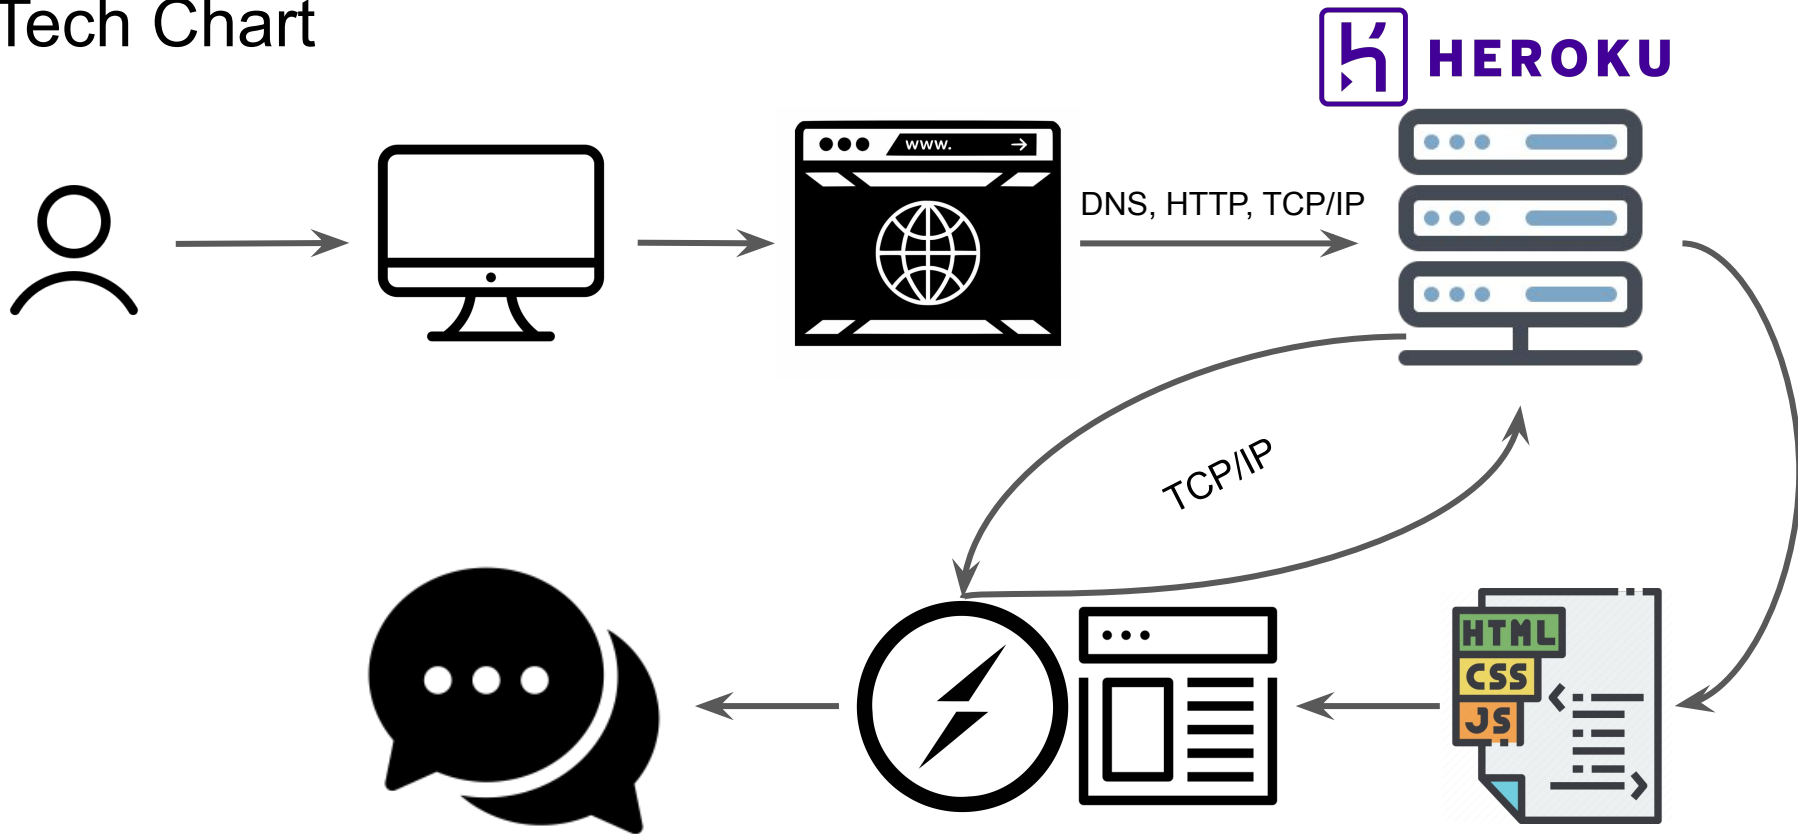 Tech Chart
HEROKU
www.
DNS, HTTP, TCP/IP
TCP/IP
HTML
CSS
JS